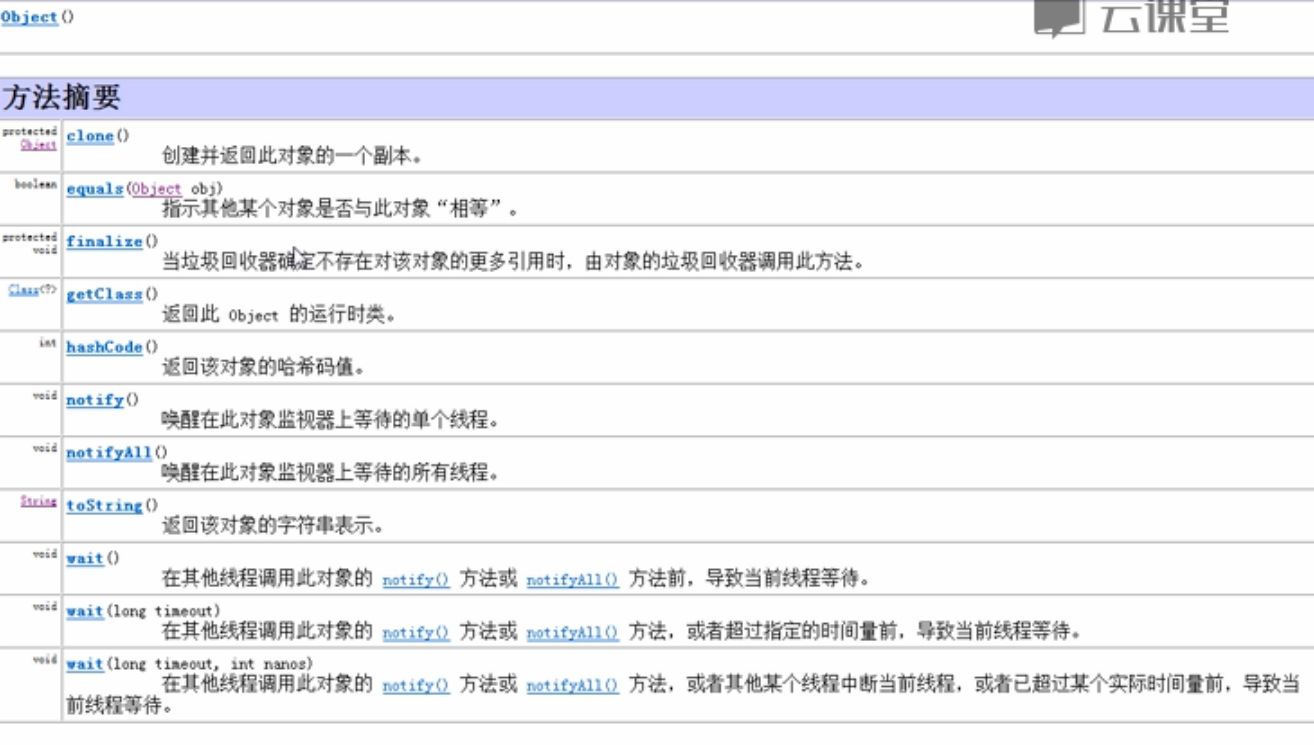 Object()
云课堂
方法摘要
protected
Object
clone()
创建并返回此对象的一个副本。
boolean
equals(Object obj)
指示其他某个对象是否与此对象“相等”。
protected
void
finalize()
当垃圾回收器确定不存在对该对象的更多引用时，由对象的垃圾回收器调用此方法。
Class<?>
getClass()
返回此 Object 的运行时类。
int
hashCode()
返回该对象的哈希码值。
void
notify()
唤醒在此对象监视器上等待的单个线程。
void
notifyAll()
唤醒在此对象监视器上等待的所有线程。
String
toString()
返回该对象的字符串表示。
void
wait()
在其他线程调用此对象的 notify() 方法或 notifyAll() 方法前，导致当前线程等待。
void
wait(long timeout)
在其他线程调用此对象的 notify() 方法或 notifyAll() 方法，或者超过指定的时间量前，导致当前线程等待。
void
wait(long timeout, int nanos)
在其他线程调用此对象的 notify() 方法或 notifyAll() 方法，或者其他某个线程中断当前线程，或者已超过某个实际时间量前，导致当
前线程等待。